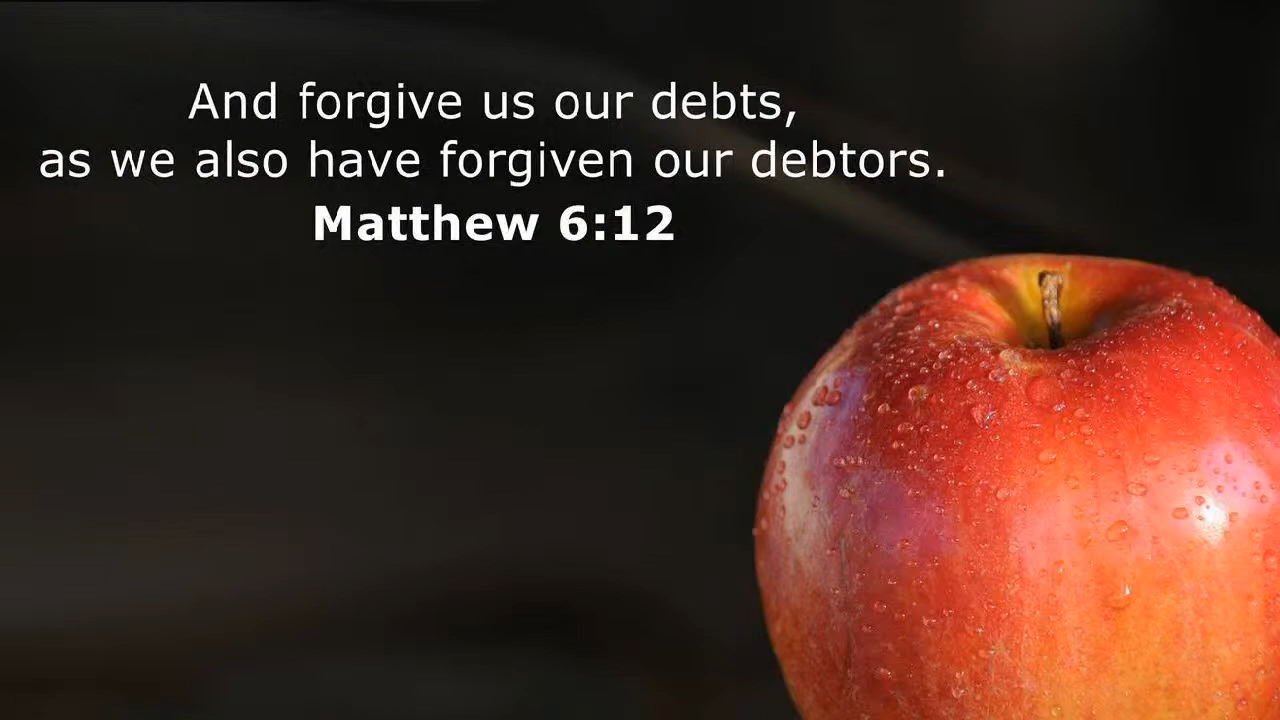 And forgive us our debts,
as we also have forgiven our debtors.
Matthew 6:12